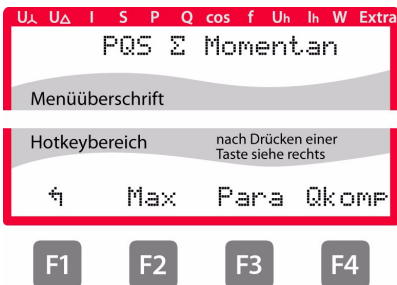 U⅄ U△ I S P Q cos f Uh Ih W Extra
PQS Σ Momentan
Menüüberschrift
Hotkeybereich nach Drücken einer
Taste siehe rechts
↰ Max Para Qkomp
F1 F2 F3 F4